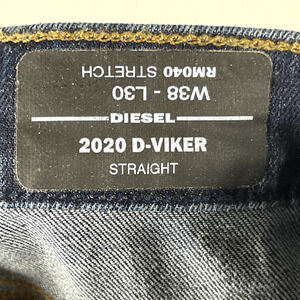 RM040 STRETCH
W38 - L30
DIESEL
2020 D-VIKER
STRAIGHT